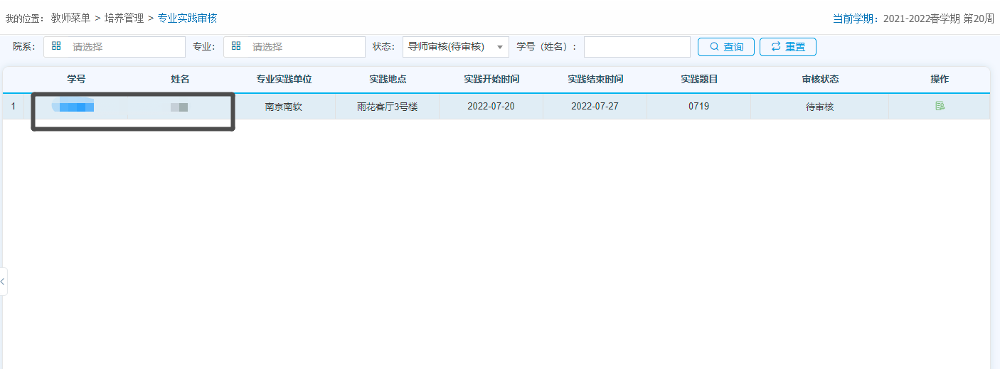 我的位置： 教师菜单 > 培养管理 > 专业实践审核 当前学期：2021-2022春学期 第20周
院系： 请选择 专业： 请选择 状态： 导师审核(待审核) 学号（姓名）： 查询 重置
学号 姓名 专业实践单位 实践地点 实践开始时间 实践结束时间 实践题目 审核状态 操作
1 南京南软 雨花客厅3号楼 2022-07-20 2022-07-27 0719 待审核